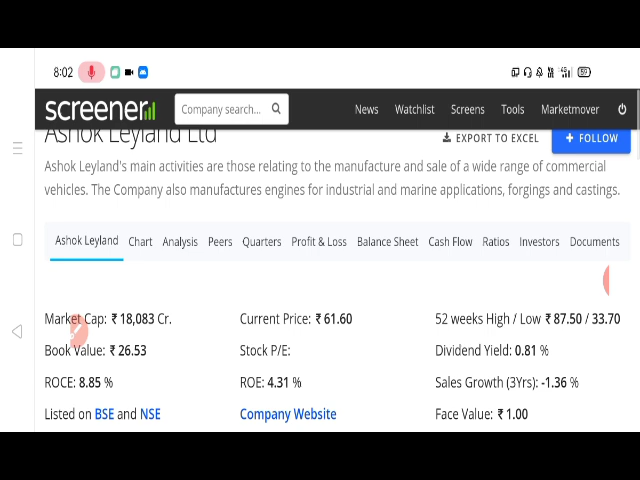 8:02
59
screener
Company search...
News Watchlist Screens Tools Marketmover
Ashok Leyland Ltd
EXPORT TO EXCEL
+ FOLLOW
Ashok Leyland's main activities are those relating to the manufacture and sale of a wide range of commercial
vehicles. The Company also manufactures engines for industrial and marine applications, forgings and castings.
Ashok Leyland Chart Analysis Peers Quarters Profit & Loss Balance Sheet Cash Flow Ratios Investors Documents
Market Cap: ₹ 18,083 Cr. Current Price: ₹ 61.60 52 weeks High / Low ₹ 87.50 / 33.70
Book Value: ₹ 26.53 Stock P/E: Dividend Yield: 0.81 %
ROCE: 8.85 % ROE: 4.31 % Sales Growth (3Yrs): -1.36 %
Listed on BSE and NSE Company Website Face Value: ₹ 1.00